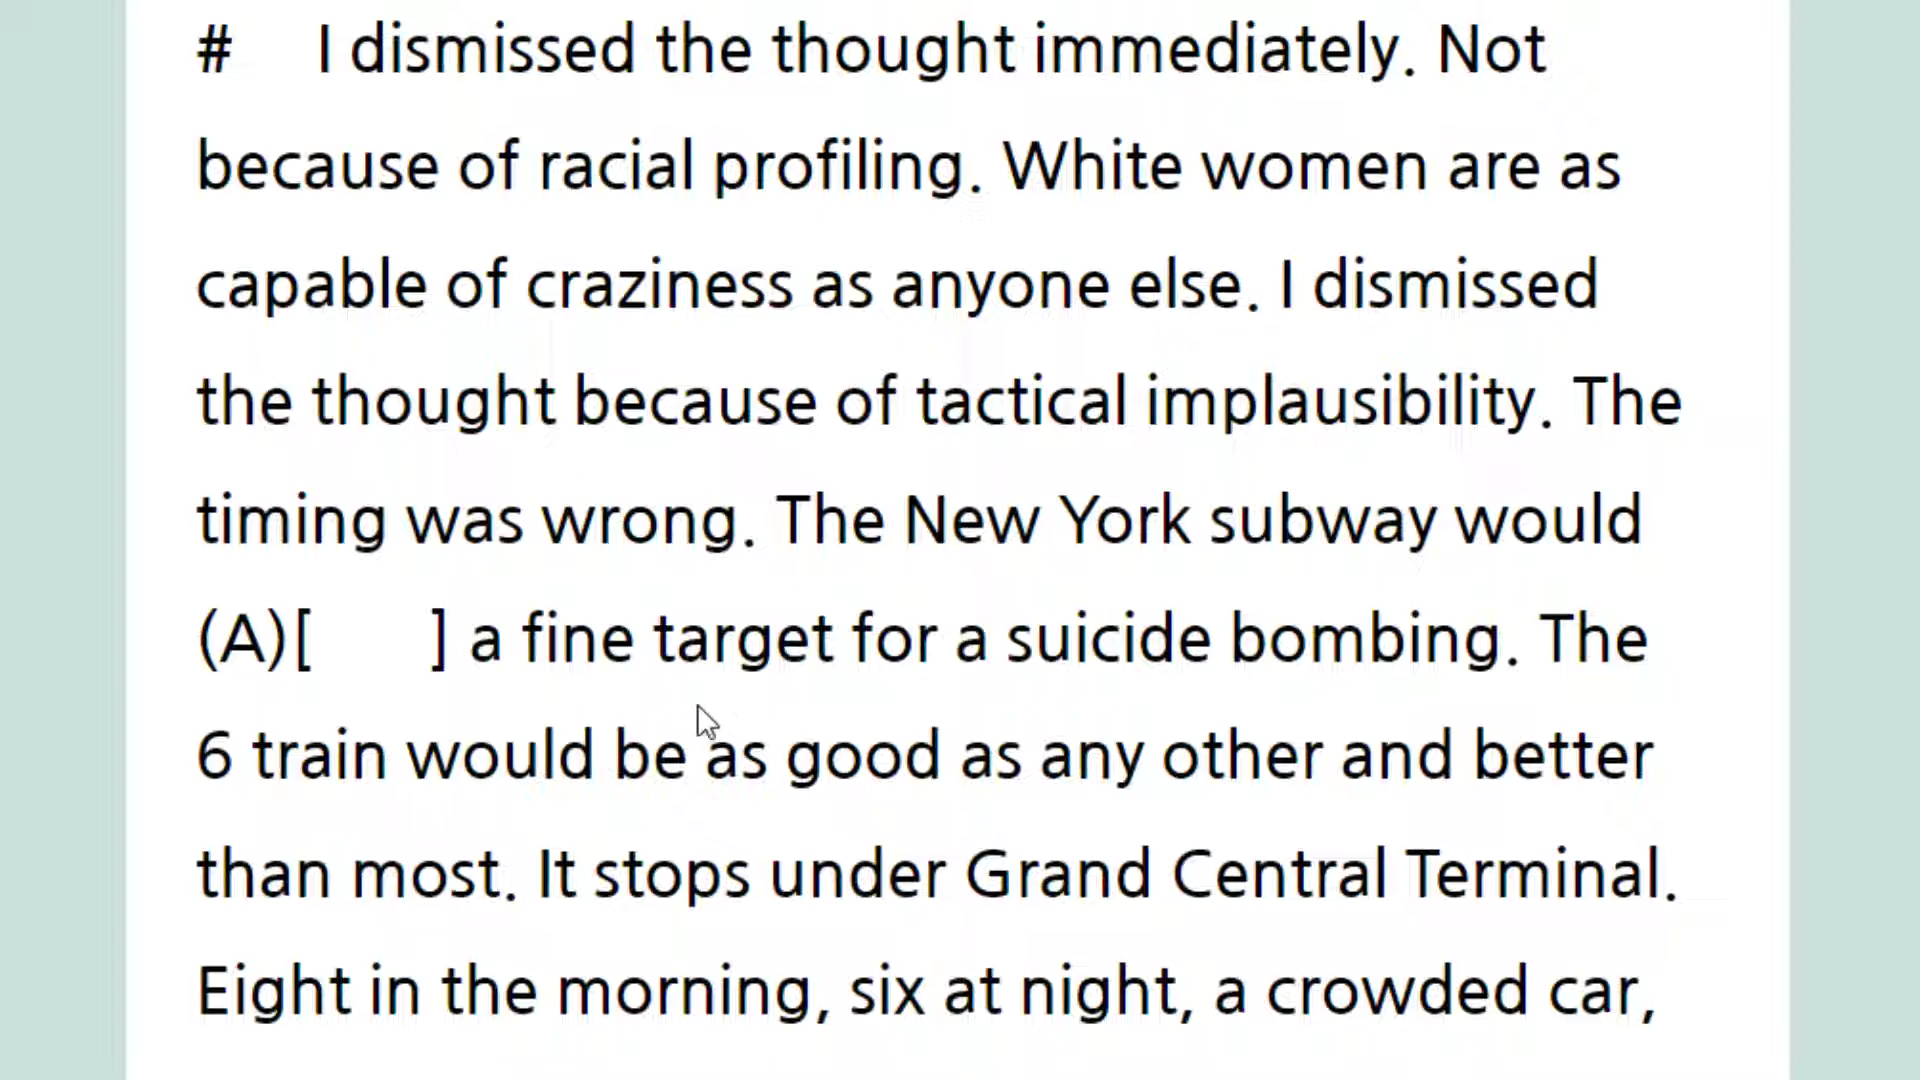 # I dismissed the thought immediately. Not
because of racial profiling. White women are as
capable of craziness as anyone else. I dismissed
the thought because of tactical implausibility. The
timing was wrong. The New York subway would
(A)[ ] a fine target for a suicide bombing. The
6 train would be as good as any other and better
than most. It stops under Grand Central Terminal.
Eight in the morning, six at night, a crowded car,